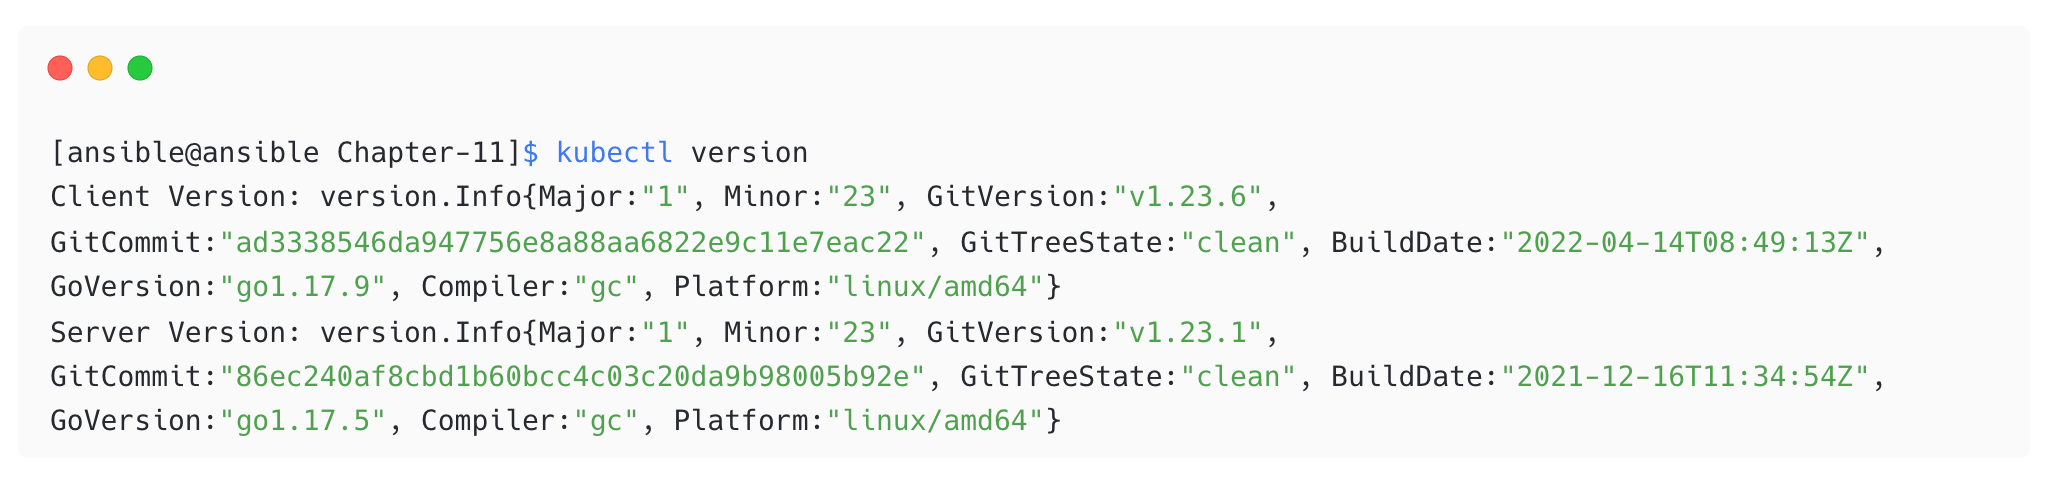 [ansible@ansible Chapter-11]$ kubectl version
Client Version: version.Info{Major:"1", Minor:"23", GitVersion:"v1.23.6",
GitCommit:"ad3338546da947756e8a88aa6822e9c11e7eac22", GitTreeState:"clean", BuildDate:"2022-04-14T08:49:13Z",
GoVersion:"go1.17.9", Compiler:"gc", Platform:"linux/amd64"}
Server Version: version.Info{Major:"1", Minor:"23", GitVersion:"v1.23.1",
GitCommit:"86ec240af8cbd1b60bcc4c03c20da9b98005b92e", GitTreeState:"clean", BuildDate:"2021-12-16T11:34:54Z",
GoVersion:"go1.17.5", Compiler:"gc", Platform:"linux/amd64"}